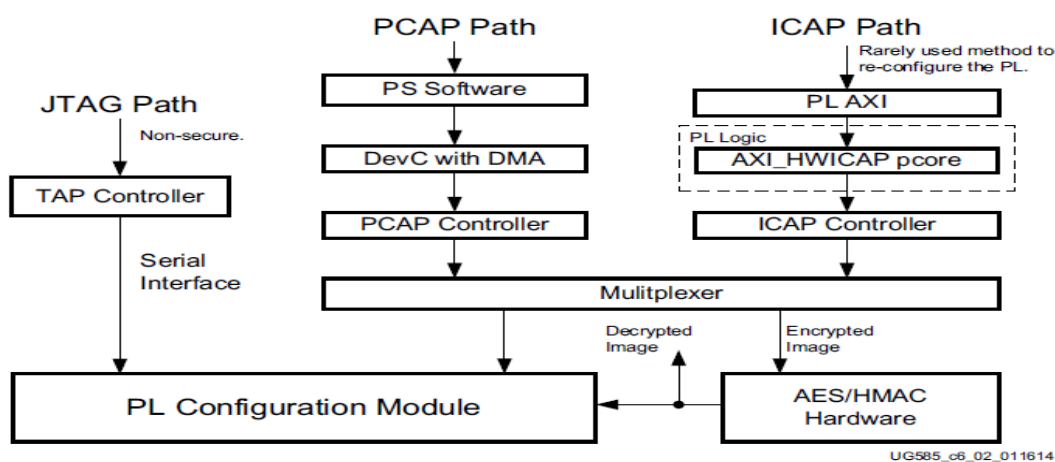 PCAP Path
ICAP Path
Rarely used method to
re-configure the PL.
PS Software
PL AXI
JTAG Path
Non-secure.
PL Logic
DevC with DMA
AXI_HWICAP pcore
TAP Controller
PCAP Controller
ICAP Controller
Serial
Interface
Mulitplexer
Decrypted
Image
Encrypted
Image
PL Configuration Module
AES/HMAC
Hardware
UG585_c6_02_011614